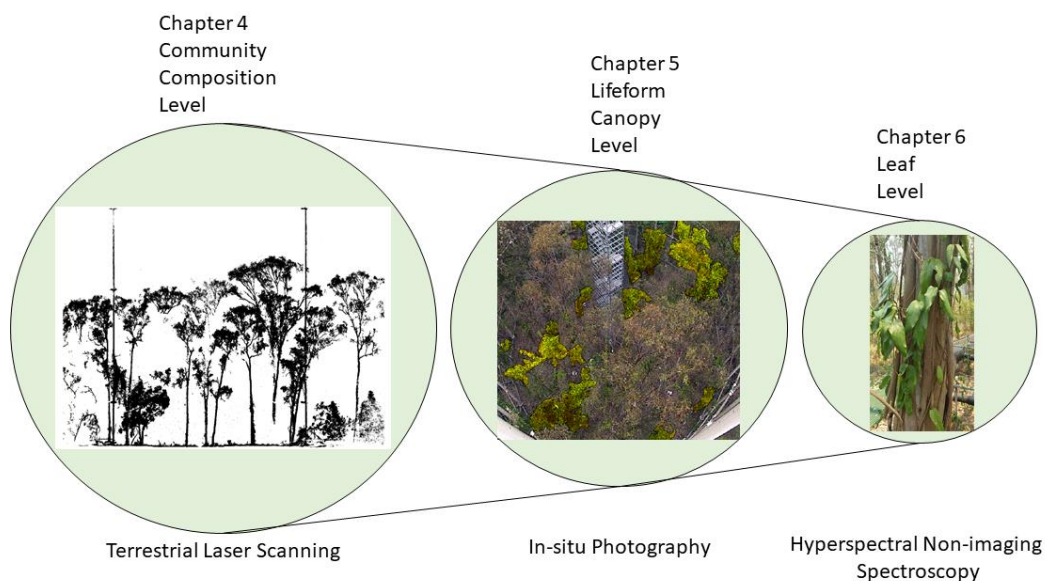 Chapter 4
Community
Composition
Level
Chapter 5
Lifeform
Canopy
Level
Chapter 6
Leaf
Level
Terrestrial Laser Scanning
In-situ Photography
Hyperspectral Non-imaging
Spectroscopy